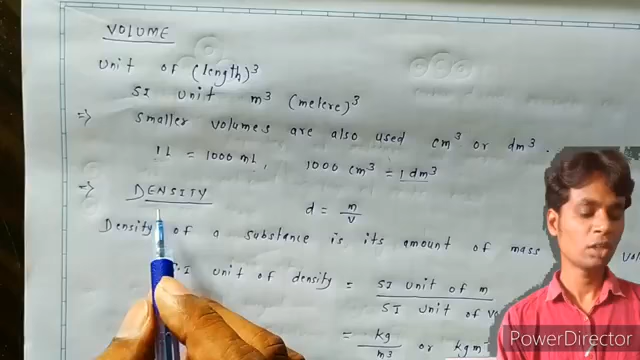 VOLUME
Unit of (length)³
SI unit m³ (metere)³
=> Smaller volumes are also used cm³ or dm³.
1L = 1000 mL, 1000 cm³ = 1 dm³
=> DENSITY
d = m/V
Density of a substance is its amount of mass
SI unit of density = SI unit of m / SI unit of
= kg/m³ or kgm⁻
PowerDirector
PowerDirector